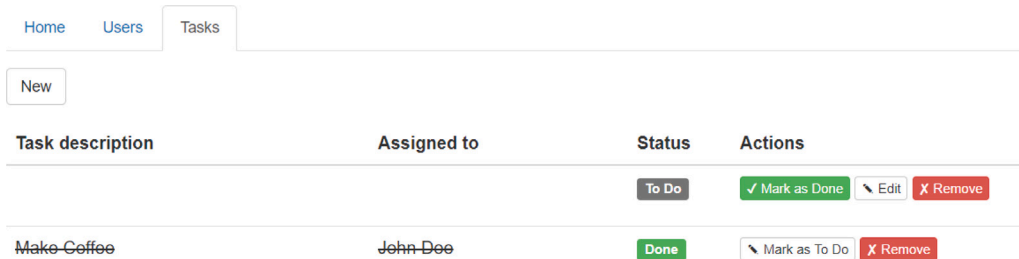 Home Users Tasks
New
Task description Assigned to Status Actions
To Do ✓ Mark as Done Edit ✗ Remove
Make Coffee John Doe Done Mark as To Do ✗ Remove